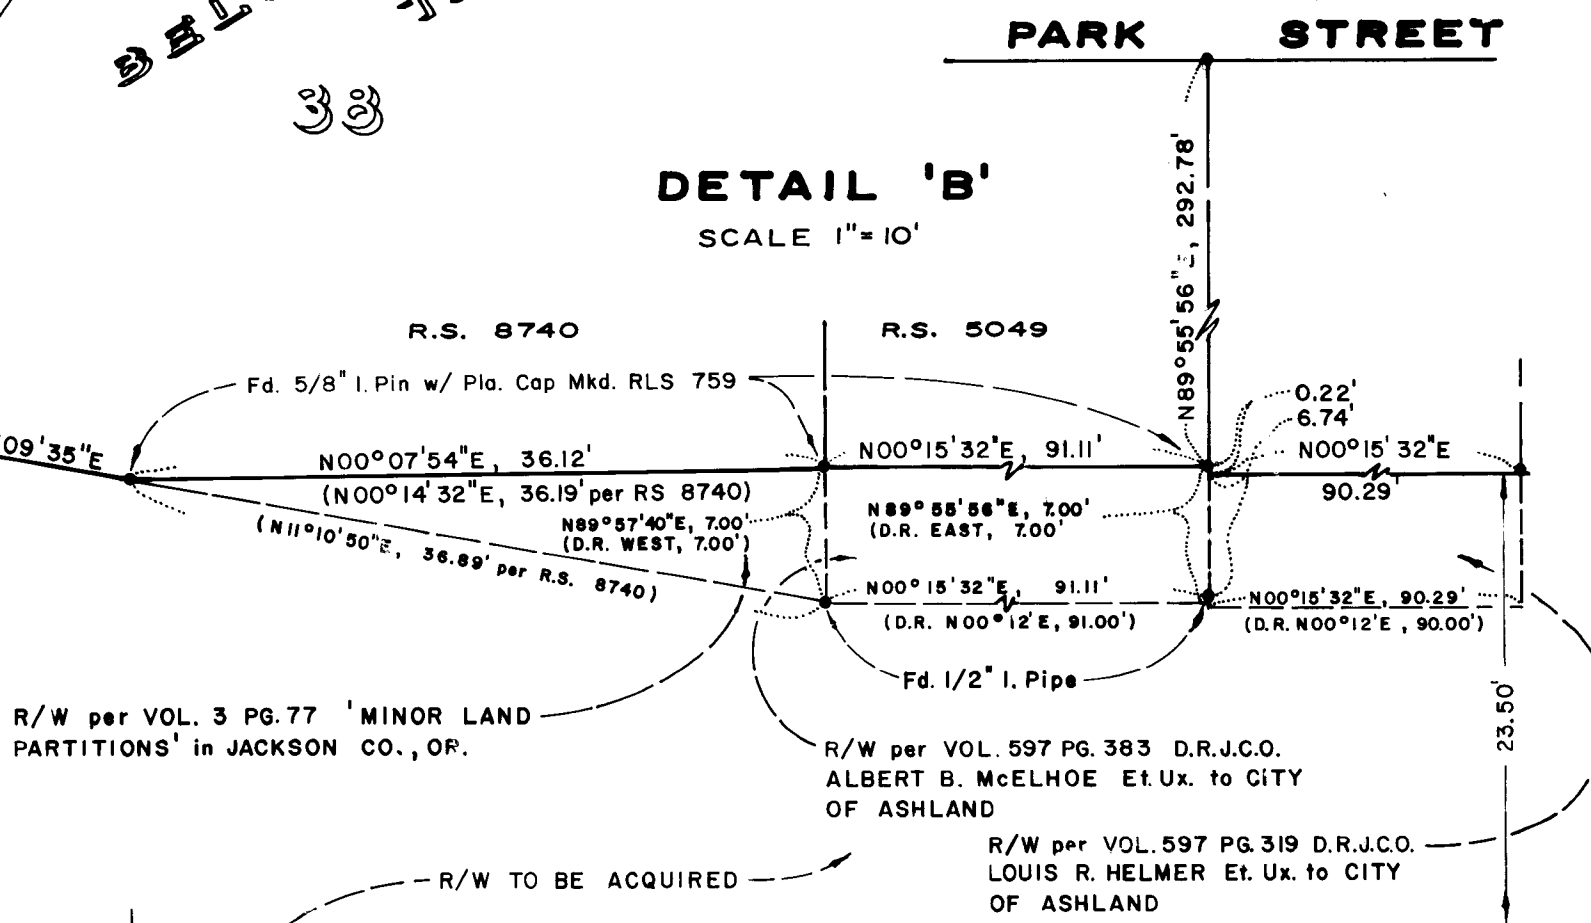 PARK STREET
38
DETAIL 'B'
SCALE 1"=10'
N89°55'56"E, 292.78'
R.S. 8740
R.S. 5049
Fd. 5/8" I. Pin w/ Pla. Cap Mkd. RLS 759
0.22'
6.74'
09'35"E
N00°07'54"E, 36.12'
N00°15'32"E, 91.11'
N00°15'32"E
(N00°14'32"E, 36.19' per RS 8740)
90.29'
(N11°10'50"E, 36.89' per R.S. 8740)
N89°57'40"E, 7.00'
(D.R. WEST, 7.00')
N89°55'56"E, 7.00'
(D.R. EAST, 7.00'
N00°15'32"E, 91.11'
(D.R. N00°12'E, 91.00')
N00°15'32"E, 90.29'
(D.R. N00°12'E, 90.00')
Fd. 1/2" I. Pipe
23.50'
R/W per VOL. 3 PG. 77 'MINOR LAND
PARTITIONS' in JACKSON CO., OR.
R/W per VOL. 597 PG. 383 D.R.J.C.O.
ALBERT B. McELHOE Et. Ux. to CITY
OF ASHLAND
R/W per VOL. 597 PG. 319 D.R.J.C.O.
LOUIS R. HELMER Et. Ux. to CITY
OF ASHLAND
R/W TO BE ACQUIRED